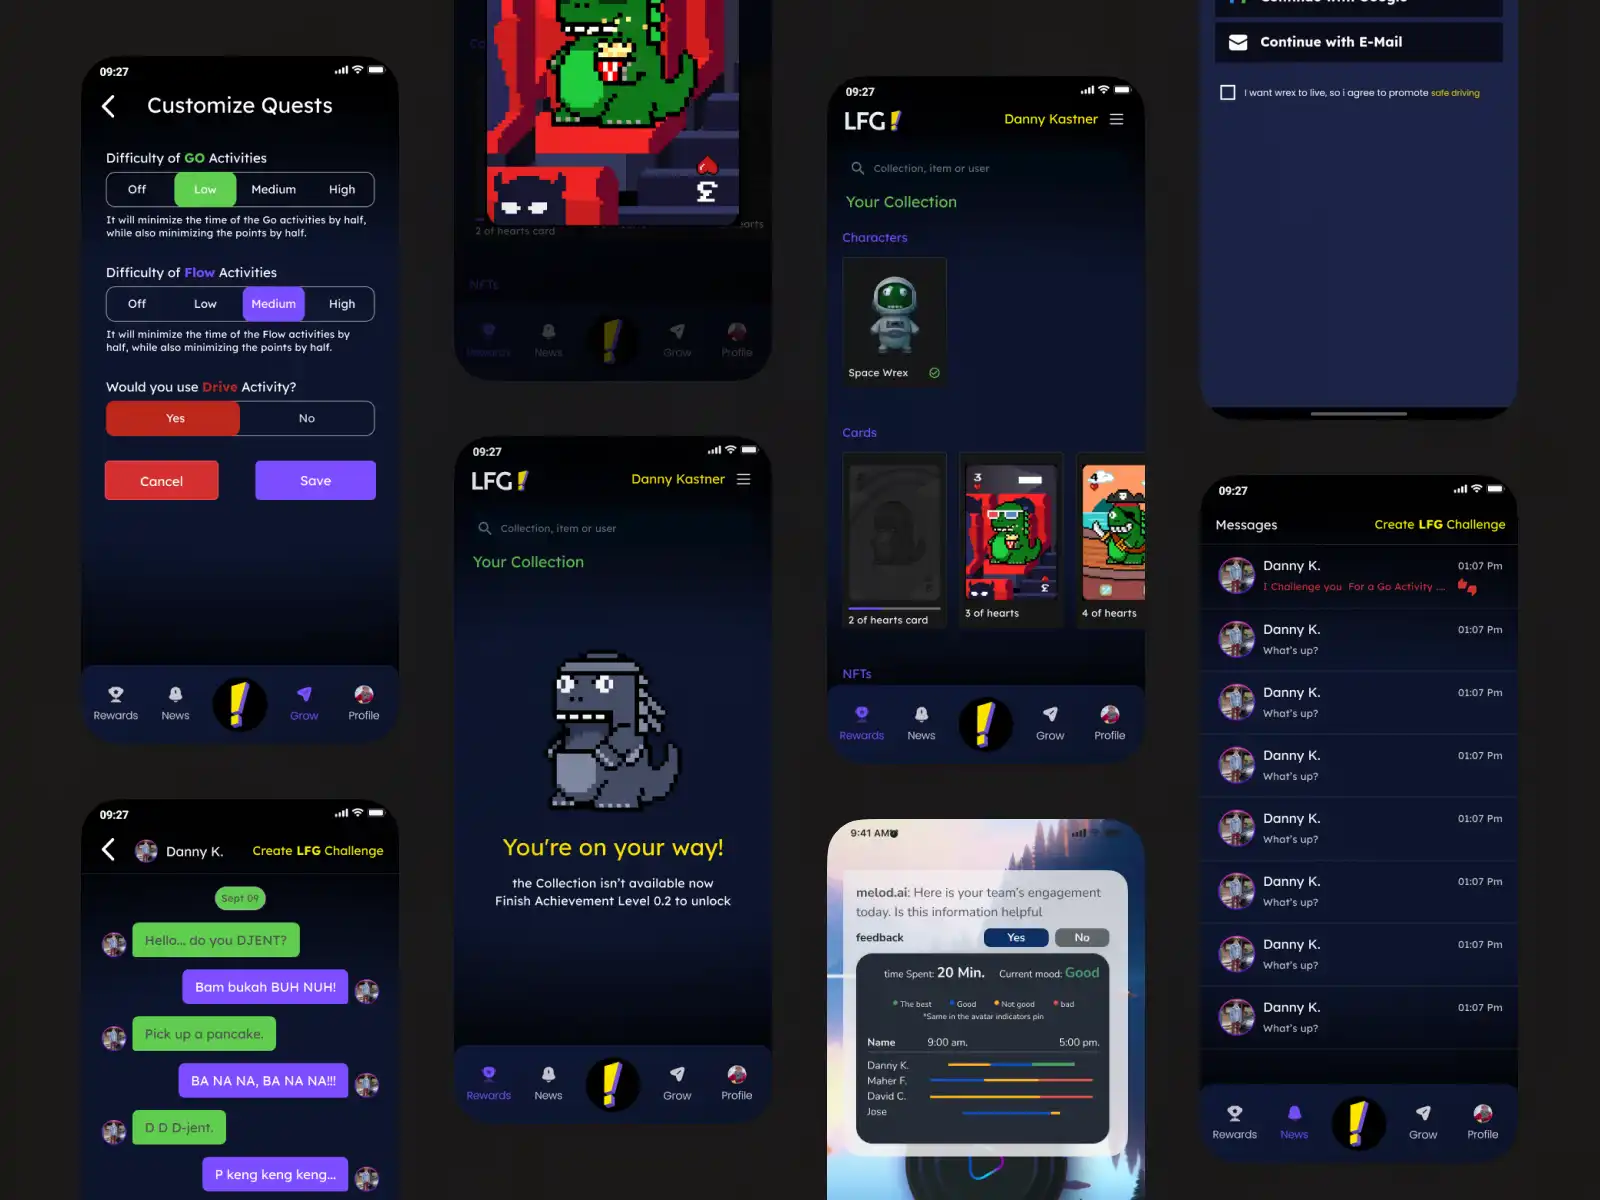 09:27
Customize Quests
Difficulty of GO Activities
Off Low Medium High
It will minimize the time of the Go activities by half,
while also minimizing the points by half.
Difficulty of Flow Activities
Off Low Medium High
It will minimize the time of the Flow activities by
half, while also minimizing the points by half.
Would you use Drive Activity?
Yes No
Cancel Save
Rewards News Grow Profile
09:27
Danny K. Create LFG Challenge
Sept 09
Hello... do you DJENT?
Bam bukah BUH NUH!
Pick up a pancake.
BA NA NA, BA NA NA!!!
D D D-jent.
P keng keng keng...
2 of hearts card
NFTs
Rewards News Grow Profile
09:27
LFG! Danny Kastner
Collection, item or user
Your Collection
You're on your way!
the Collection isn't available now
Finish Achievement Level 0.2 to unlock
Rewards News Grow Profile
09:27
LFG! Danny Kastner
Collection, item or user
Your Collection
Characters
Space Wrex
Cards
3
4
2 of hearts card
3 of hearts
4 of hearts
NFTs
Rewards News Grow Profile
9:41 AM
melod.ai: Here is your team's engagement
today. Is this information helpful
feedback Yes No
time Spent: 20 Min. Current mood: Good
The best Good Not good bad
*Same in the avatar indicators pin
Name 9:00 am. 5:00 pm.
Danny K.
Maher F.
David C.
Jose
Continue with Google
Continue with E-Mail
I want wrex to live, so i agree to promote safe driving
09:27
Messages Create LFG Challenge
Danny K. 01:07 Pm
I Challenge you For a Go Activity ...
Danny K. 01:07 Pm
What's up?
Danny K. 01:07 Pm
What's up?
Danny K. 01:07 Pm
What's up?
Danny K. 01:07 Pm
What's up?
Danny K. 01:07 Pm
What's up?
Danny K. 01:07 Pm
What's up?
Danny K. 01:07 Pm
What's up?
Rewards News Grow Profile